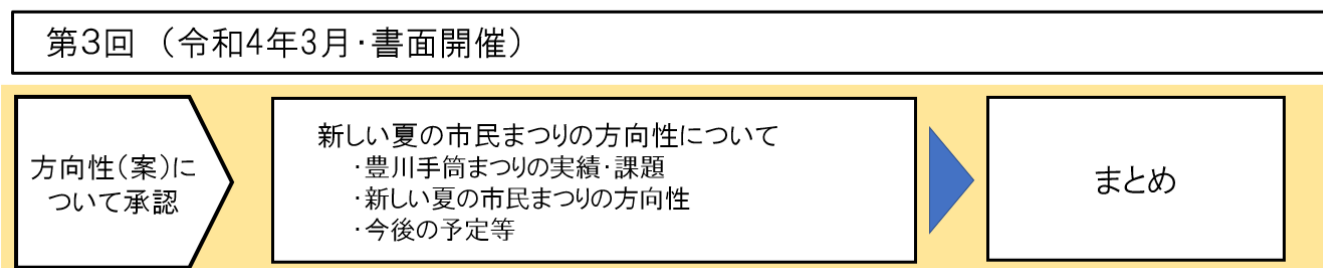 第3回 （令和4年3月・書面開催）
方向性（案）に
ついて承認
新しい夏の市民まつりの方向性について
・豊川手筒まつりの実績・課題
・新しい夏の市民まつりの方向性
・今後の予定等
まとめ